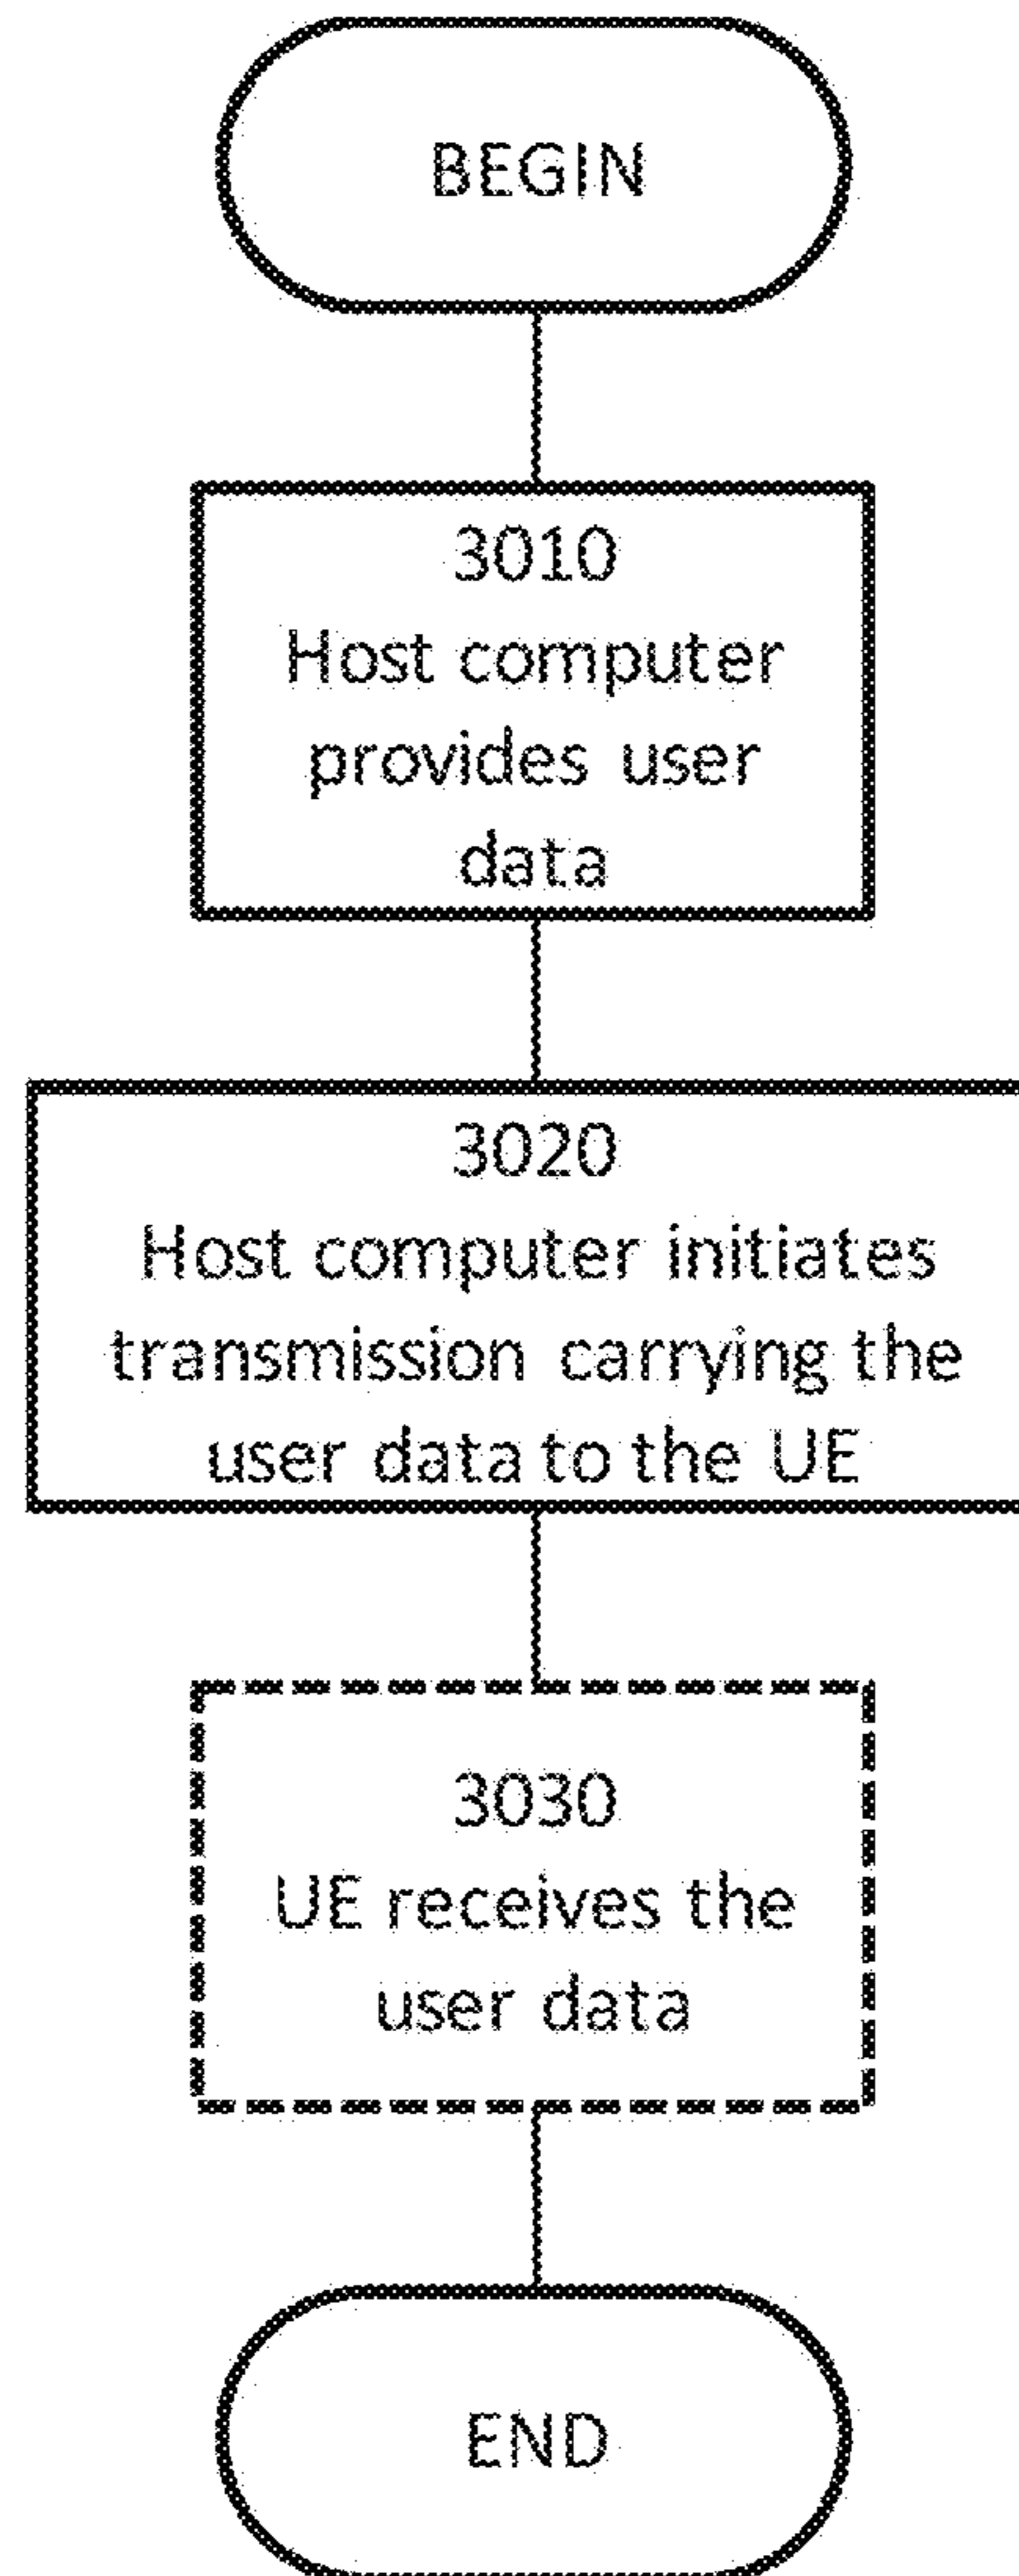 BEGIN
3010
Host computer
provides user
data
3020
Host computer initiates
transmission carrying the
user data to the UE
3030
UE receives the
user data
END